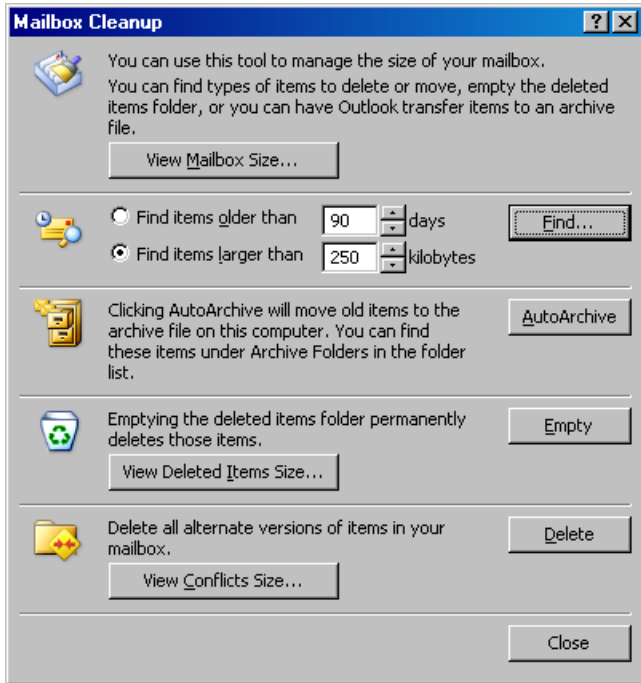 Mailbox Cleanup
You can use this tool to manage the size of your mailbox.
You can find types of items to delete or move, empty the deleted
items folder, or you can have Outlook transfer items to an archive
file.
View Mailbox Size...
Find items older than 90 days
Find...
Find items larger than 250 kilobytes
Clicking AutoArchive will move old items to the
archive file on this computer. You can find
these items under Archive Folders in the folder
list.
AutoArchive
Emptying the deleted items folder permanently
deletes those items.
Empty
View Deleted Items Size...
Delete all alternate versions of items in your
mailbox.
Delete
View Conflicts Size...
Close